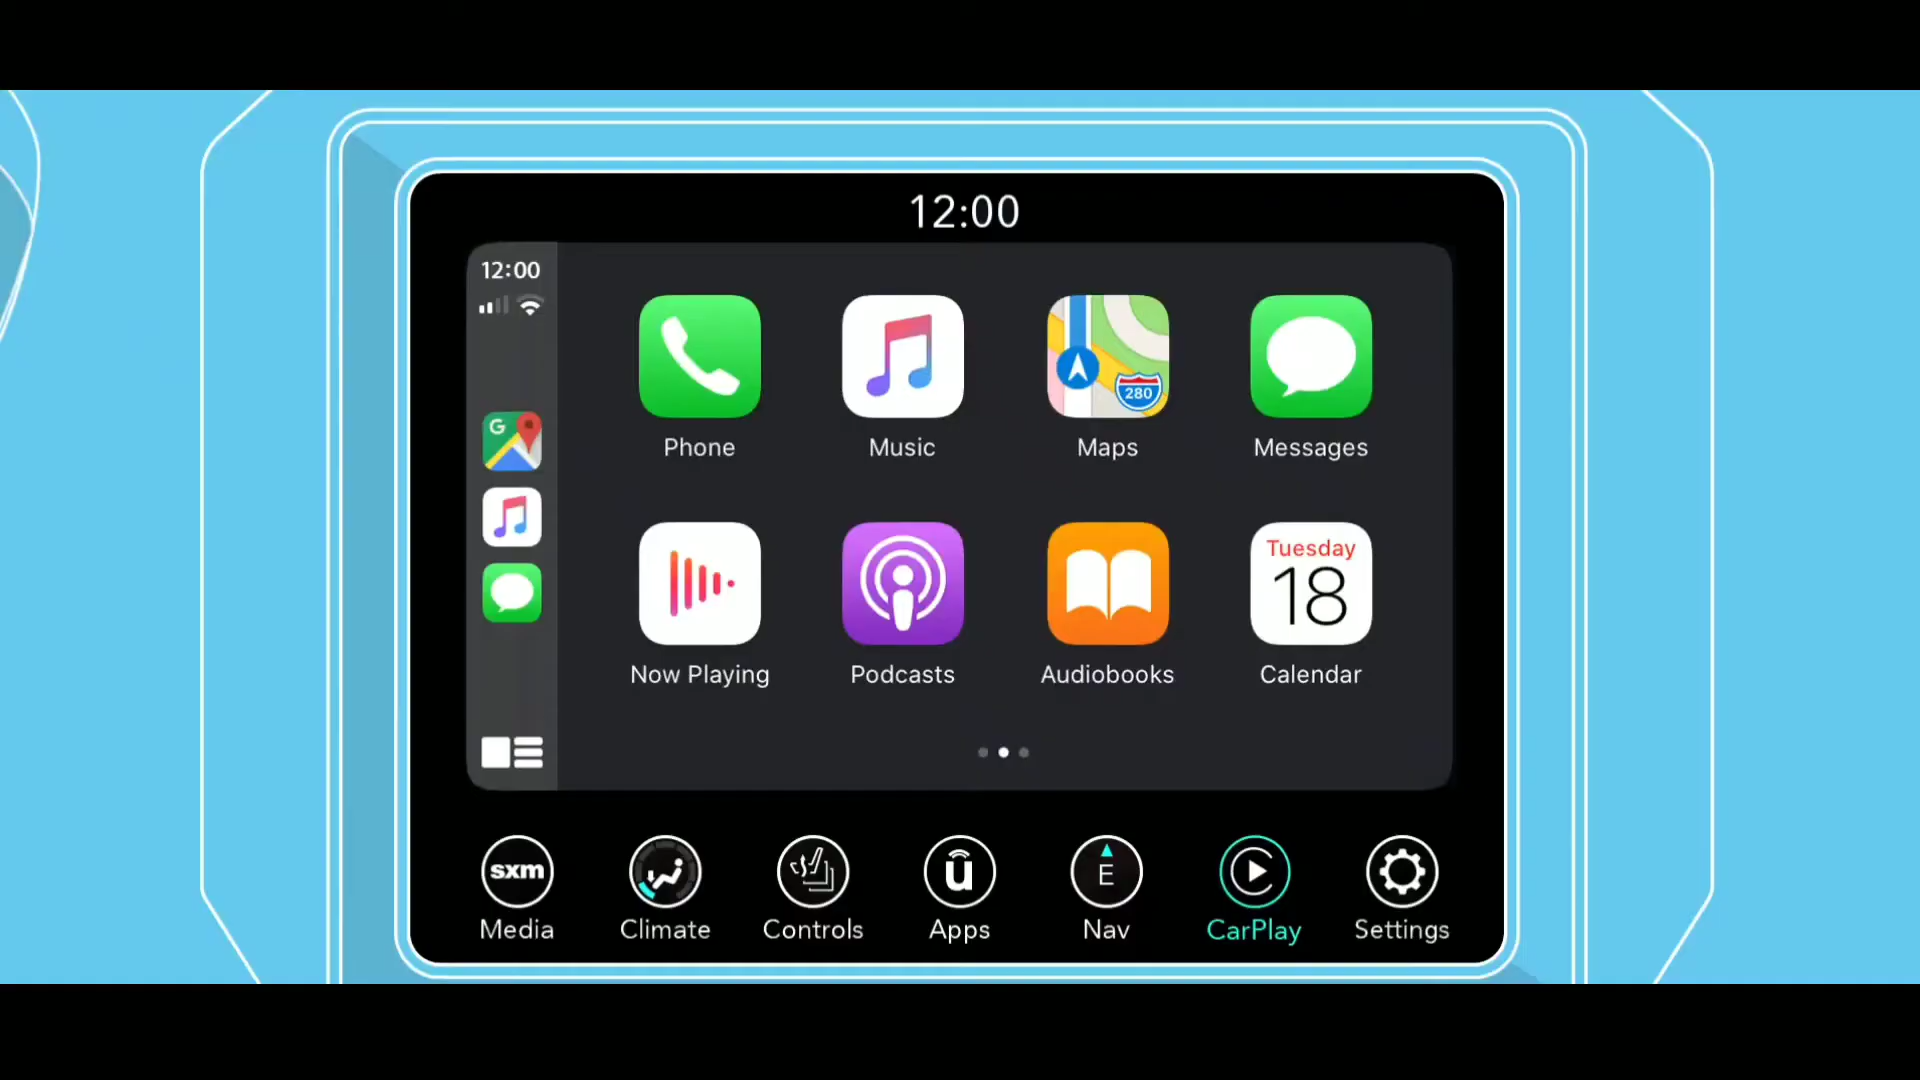 12:00
12:00
G
280
Phone
Music
Maps
Messages
Tuesday
18
Now Playing
Podcasts
Audiobooks
Calendar
sxm
u
E
Media
Climate
Controls
Apps
Nav
CarPlay
Settings